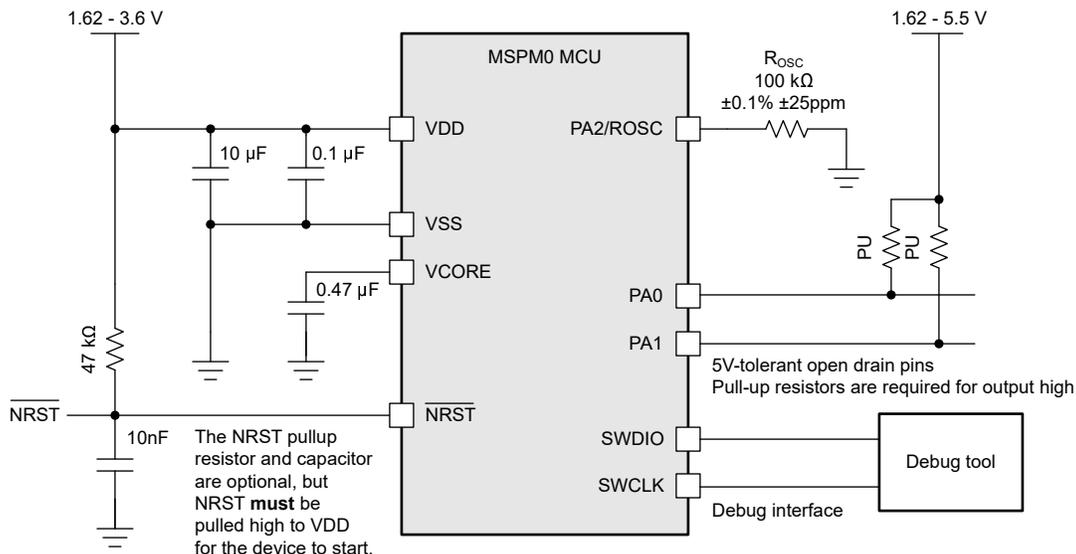 1.62 - 3.6 V
1.62 - 5.5 V
MSPM0 MCU
ROSC
100 kΩ
±0.1% ±25ppm
VDD
PA2/ROSC
10 µF
0.1 µF
VSS
VCORE
0.47 µF
PU
PU
PA0
PA1
47 kΩ
5V-tolerant open drain pins
Pull-up resistors are required for output high
NRST
NRST
10nF
The NRST pullup
resistor and capacitor
are optional, but
NRST must be
pulled high to VDD
for the device to start.
SWDIO
SWCLK
Debug tool
Debug interface